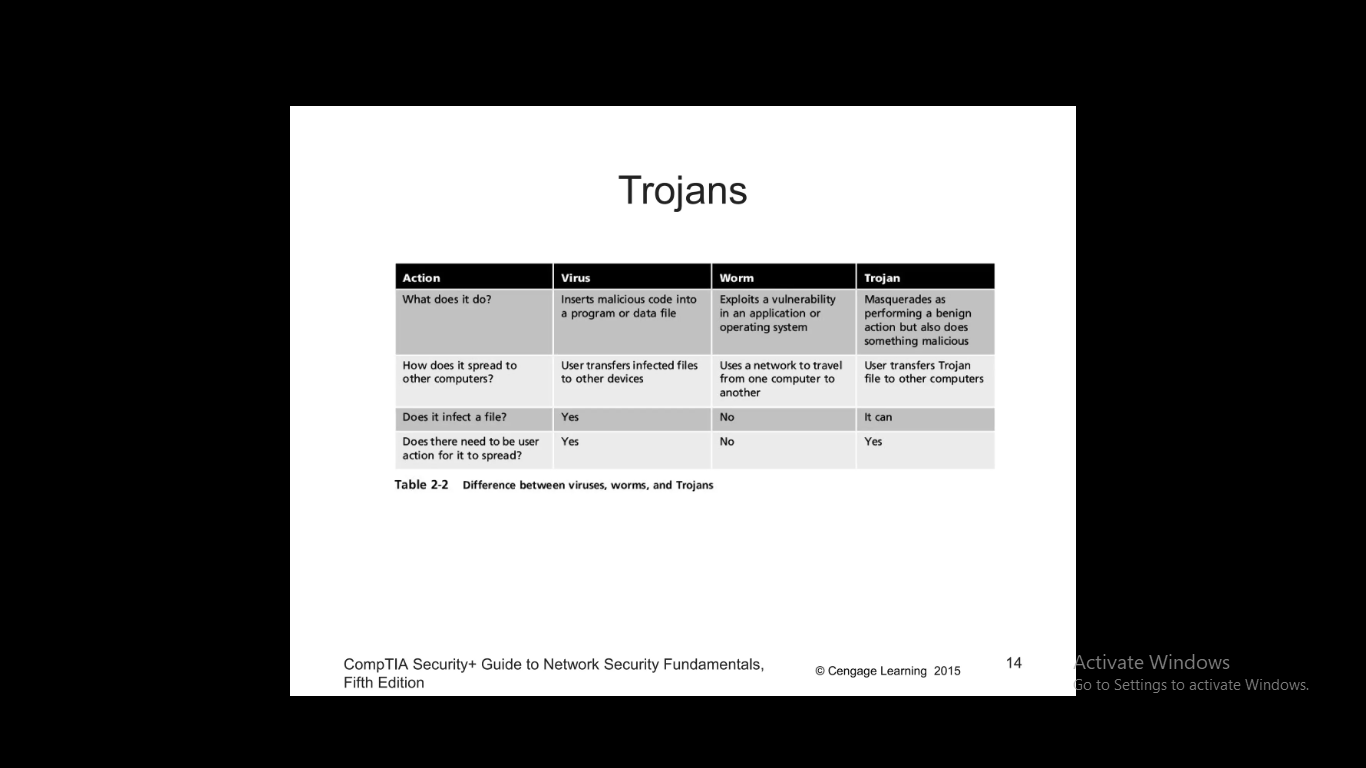 Trojans
Action Virus Worm Trojan
What does it do? Inserts malicious code into Exploits a vulnerability Masquerades as
a program or data file in an application or performing a benign
operating system action but also does
something malicious
How does it spread to User transfers infected files Uses a network to travel User transfers Trojan
other computers? to other devices from one computer to file to other computers
another
Does it infect a file? Yes No It can
Does there need to be user Yes No Yes
action for it to spread?
Table 2-2 Difference between viruses, worms, and Trojans
CompTIA Security+ Guide to Network Security Fundamentals,
Fifth Edition
© Cengage Learning 2015
14
Activate Windows
Go to Settings to activate Windows.